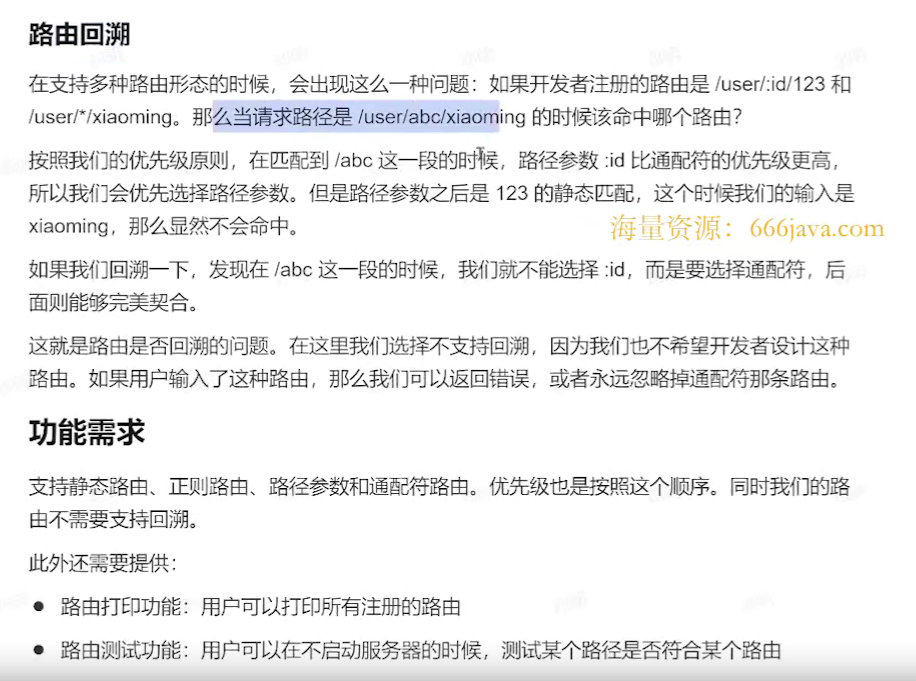 路由回溯
在支持多种路由形态的时候，会出现这么一种问题：如果开发者注册的路由是 /user/:id/123 和
/user/*/xiaoming。那么当请求路径是 /user/abc/xiaoming 的时候该命中哪个路由？
按照我们的优先级原则，在匹配到 /abc 这一段的时候，路径参数 :id 比通配符的优先级更高，
所以我们会优先选择路径参数。但是路径参数之后是 123 的静态匹配，这个时候我们的输入是
xiaoming，那么显然不会命中。
海量资源：666java.com
如果我们回溯一下，发现在 /abc 这一段的时候，我们就不能选择 :id，而是要选择通配符，后
面则能够完美契合。
这就是路由是否回溯的问题。在这里我们选择不支持回溯，因为我们也不希望开发者设计这种
路由。如果用户输入了这种路由，那么我们可以返回错误，或者永远忽略掉通配符那条路由。
功能需求
支持静态路由、正则路由、路径参数和通配符路由。优先级也是按照这个顺序。同时我们的路
由不需要支持回溯。
此外还需要提供：
● 路由打印功能：用户可以打印所有注册的路由
● 路由测试功能：用户可以在不启动服务器的时候，测试某个路径是否符合某个路由